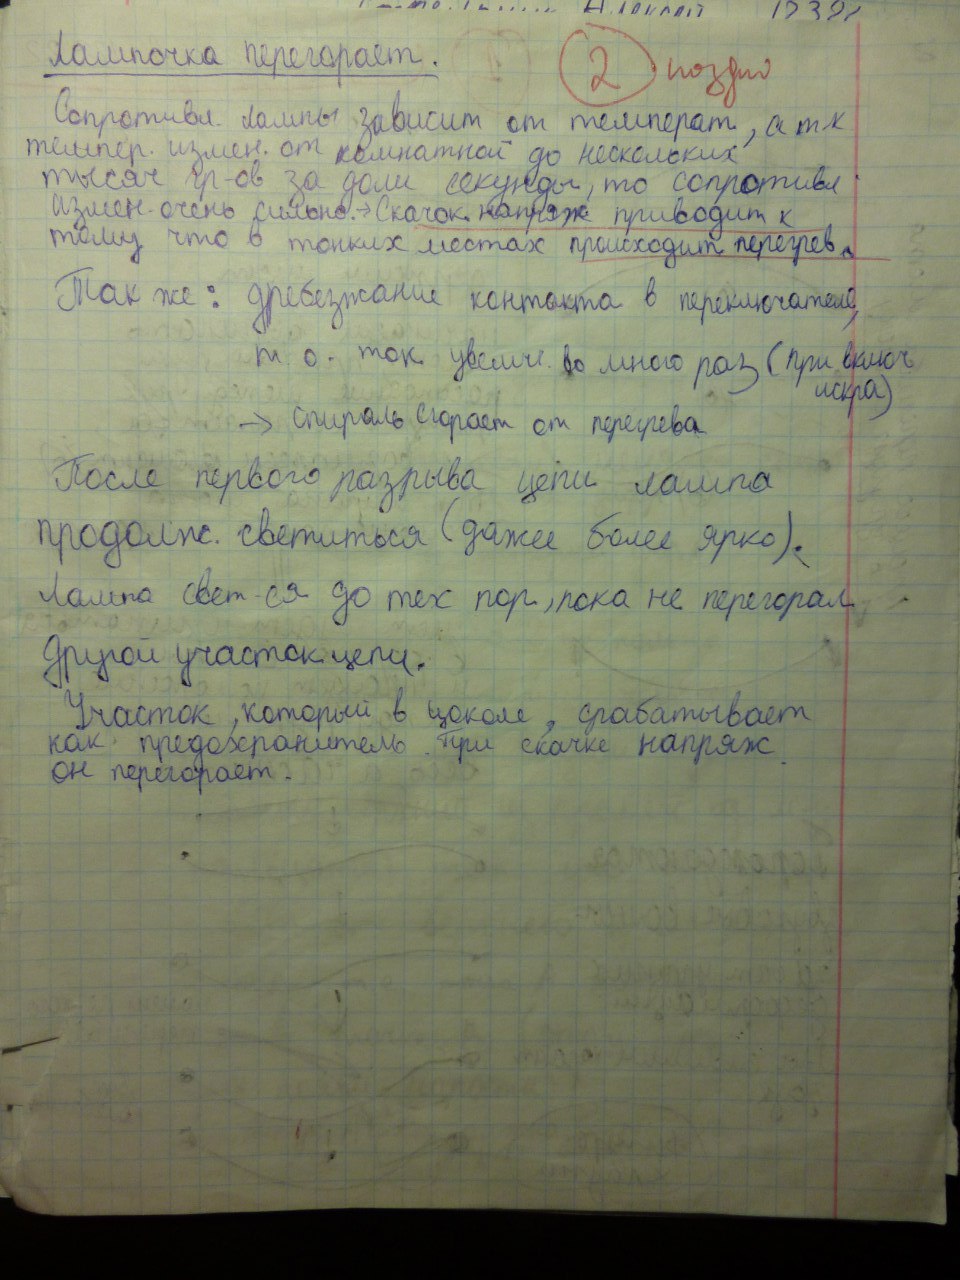 Алексей 1939г
Лампочка перегорает.
2 поздно
Сопротивл. лампы зависит от температ, а т.к
темпер. измен. от комнатной до нескольких
тысяч гр-ов за доли секунды, то сопротивл
измен. очень сильно.→Скачок напряж приводит к
тому что в тонких местах происходит перегрев.
Так же: дребезжание контакта в переключателе,
т. о. ток увелич. во много раз (при включ
искра)
→ спираль сгорает от перегрева
После первого разрыва цепи лампа
продолж. светиться (даже более ярко).
Лампа свет-ся до тех пор, пока не перегорал
другой участок цепи.
Участок, который в цоколе, срабатывает
как предохранитель. При скачке напряж.
он перегорает.